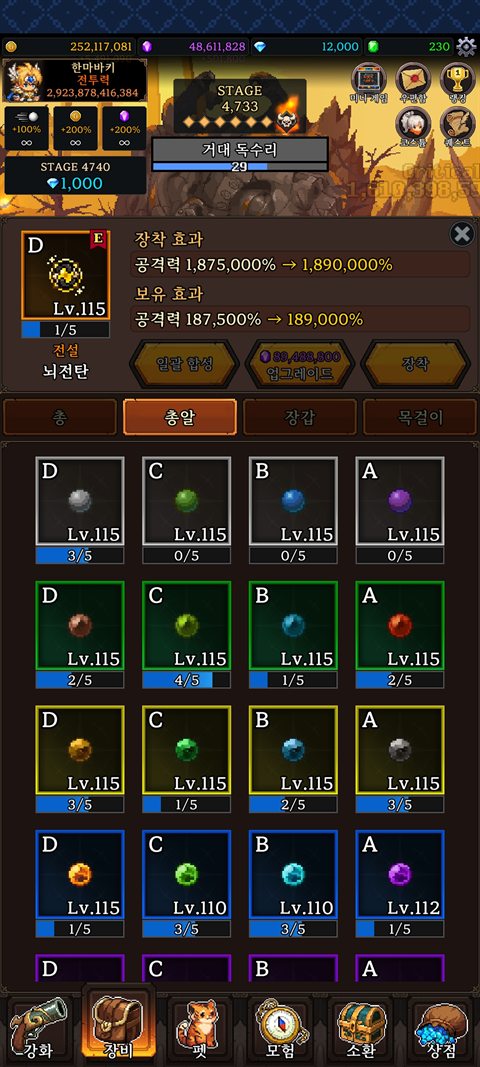 252,117,081 48,611,828 12,000 230
한마바키
전투력
2,923,878,416,384
+100% +200% +200%
∞ ∞ ∞
STAGE
4,733
거대 독수리
29
미니 게임 우편함 랭킹
퀘스트
STAGE 4740
1,000
Critical
D E
Lv.115
1/5
전설
뇌전탄
장착 효과
공격력 1,875,000% → 1,890,000%
보유 효과
공격력 187,500% → 189,000%
일괄 합성
89,488,800
업그레이드
장착
총 총알 장갑 목걸이
D C B A
Lv.115 Lv.115 Lv.115 Lv.115
3/5 0/5 0/5 0/5
D C B A
Lv.115 Lv.115 Lv.115 Lv.115
2/5 4/5 1/5 2/5
D C B A
Lv.115 Lv.115 Lv.115 Lv.115
3/5 1/5 2/5 3/5
D C B A
Lv.115 Lv.110 Lv.110 Lv.112
1/5 3/5 3/5 1/5
D C B A
강화 장비 펫 모험 소환 상점